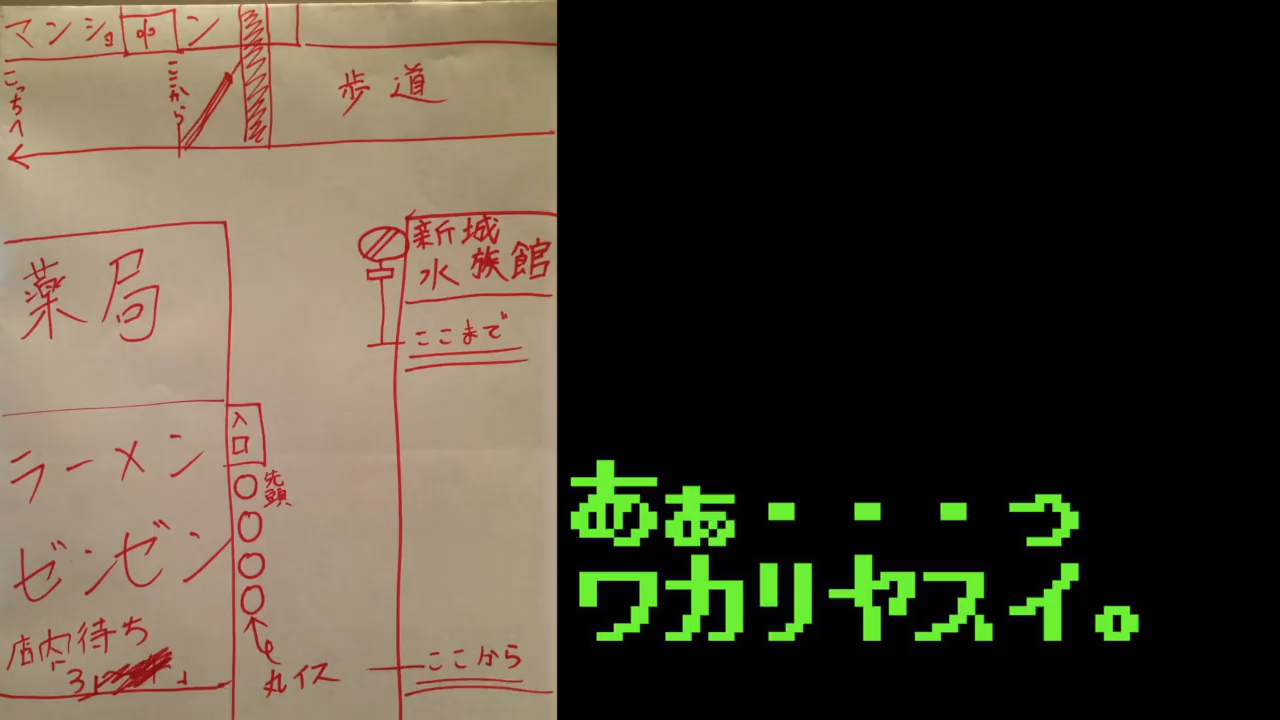 マンション
中
こっちへ
ここから
歩道
薬局
新城
水族館
ここまで
入口
先頭
ラーメン
ゼンゼン
店内待ち
丸イス
ここから
あぁ・・・っ
ワカリヤスイ。